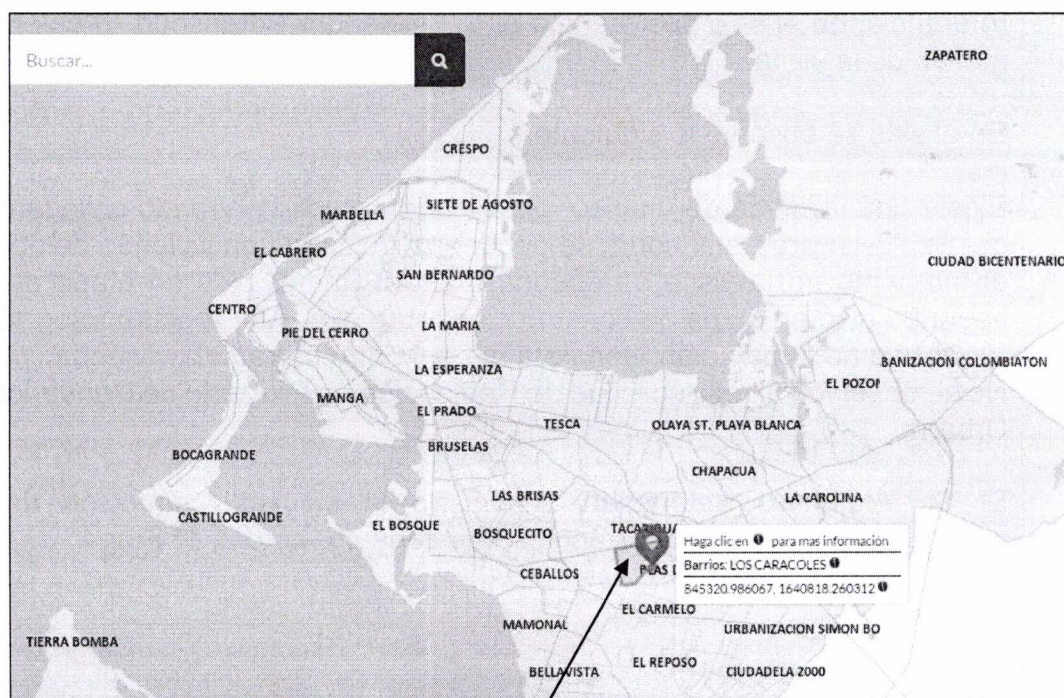 Buscar...
ZAPATERO
CRESPO
SIETE DE AGOSTO
MARBELLA
EL CABRERO
CIUDAD BICENTENARIO
SAN BERNARDO
CENTRO
PIE DEL CERRO
LA MARIA
BANIZACION COLOMBIATON
LA ESPERANZA
EL POZON
MANGA
EL PRADO
TESCA
OLAYA ST. PLAYA BLANCA
BRUSELAS
BOCAGRANDE
CHAPACUA
LAS BRISAS
LA CAROLINA
CASTILLOGRANDE
EL BOSQUE
BOSQUECITO
TACARIGUA
Haga clic en para mas información
Barrios: LOS CARACOLES
CEBALLOS
845320.986067, 1640818.260312
EL CARMELO
MAMONAL
URBANIZACION SIMON BO
TIERRA BOMBA
EL REPOSO
BELLAVISTA
CIUDADELA 2000